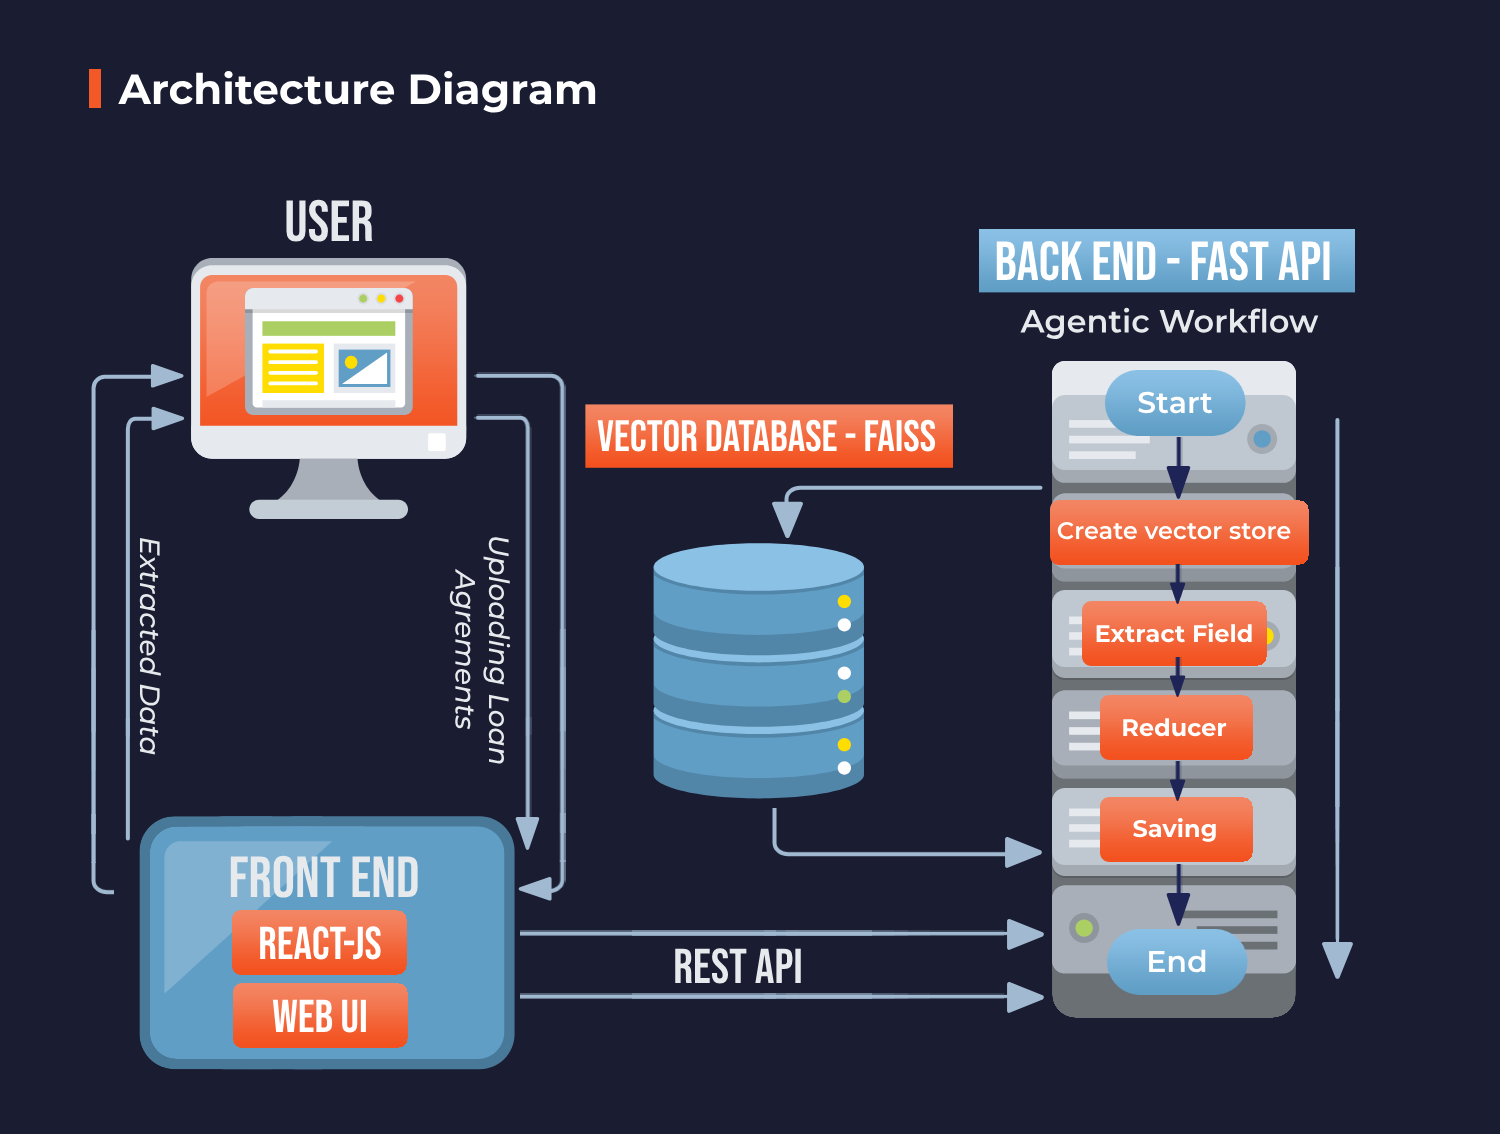 Architecture Diagram
USER
BACK END - FAST API
Agentic Workflow
Start
VECTOR DATABASE - FAISS
Create vector store
Extracted Data
Uploading Loan
Agrements
Extract Field
Reducer
Saving
FRONT END
REACT-JS
WEB UI
REST API
End